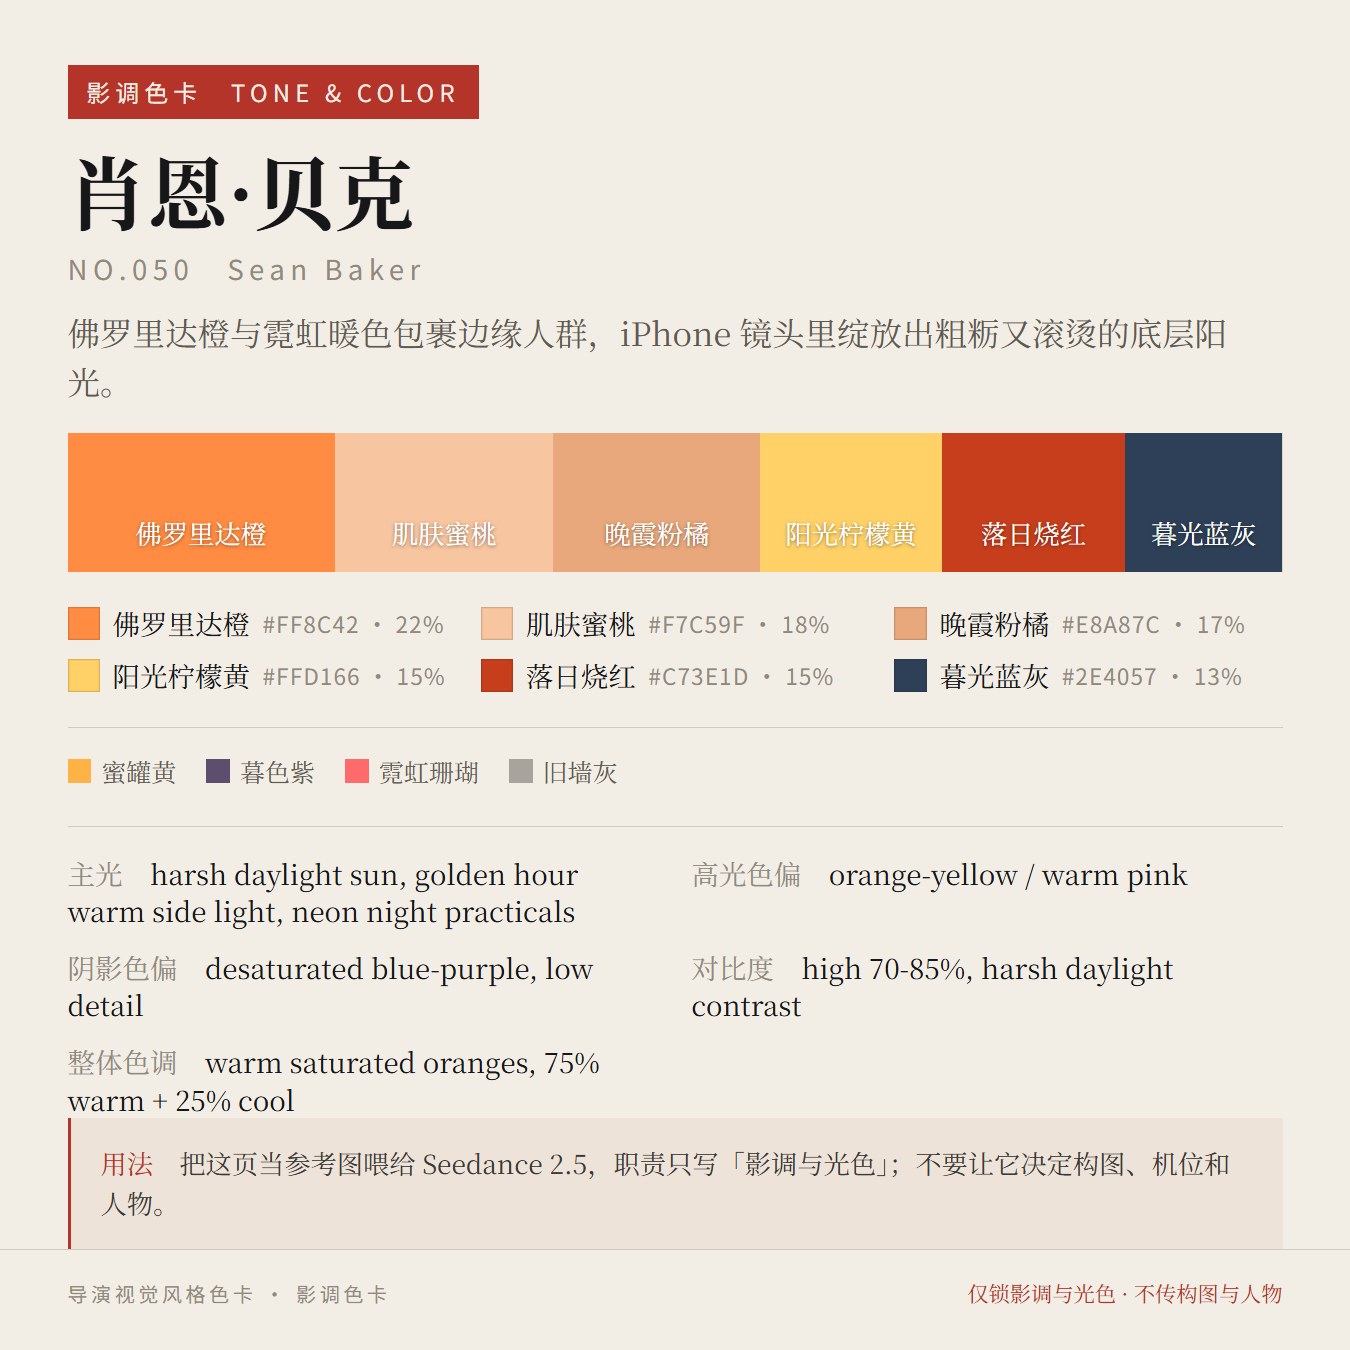 影调色卡 TONE & COLOR
肖恩·贝克
NO.050 Sean Baker
佛罗里达橙与霓虹暖色包裹边缘人群，iPhone 镜头里绽放出粗粝又滚烫的底层阳
光。
佛罗里达橙 肌肤蜜桃 晚霞粉橘 阳光柠檬黄 落日烧红 暮光蓝灰
佛罗里达橙 #FF8C42 · 22% 肌肤蜜桃 #F7C59F · 18% 晚霞粉橘 #E8A87C · 17%
阳光柠檬黄 #FFD166 · 15% 落日烧红 #C73E1D · 15% 暮光蓝灰 #2E4057 · 13%
蜜罐黄 暮色紫 霓虹珊瑚 旧墙灰
主光 harsh daylight sun, golden hour
warm side light, neon night practicals
高光色偏 orange-yellow / warm pink
阴影色偏 desaturated blue-purple, low
detail
对比度 high 70-85%, harsh daylight
contrast
整体色调 warm saturated oranges, 75%
warm + 25% cool
用法 把这页当参考图喂给 Seedance 2.5，职责只写「影调与光色」；不要让它决定构图、机位和
人物。
导演视觉风格色卡 · 影调色卡
仅锁影调与光色 · 不传构图与人物